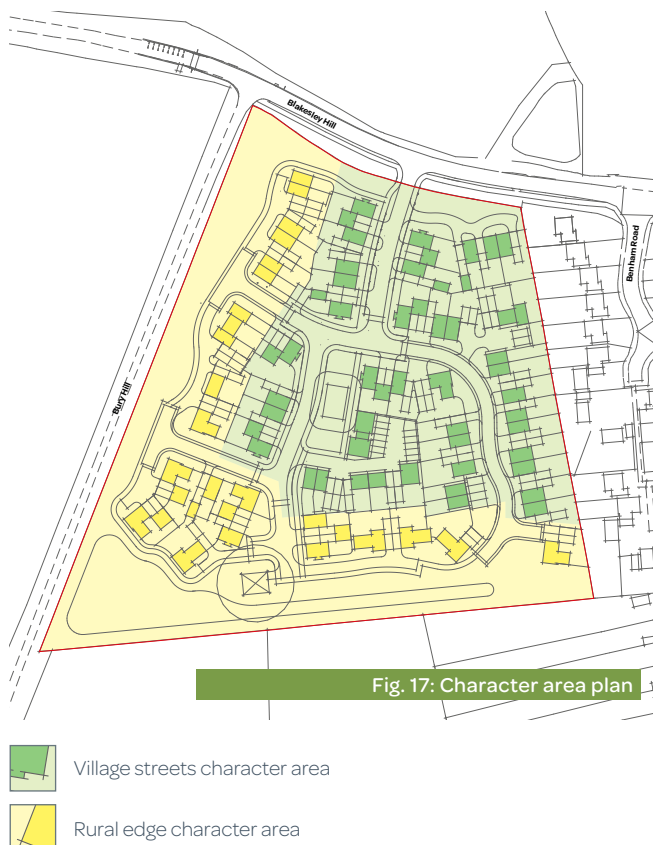 Blakesley Hill
Benham Road
Bury Hill
Fig. 17: Character area plan
Village streets character area
Rural edge character area